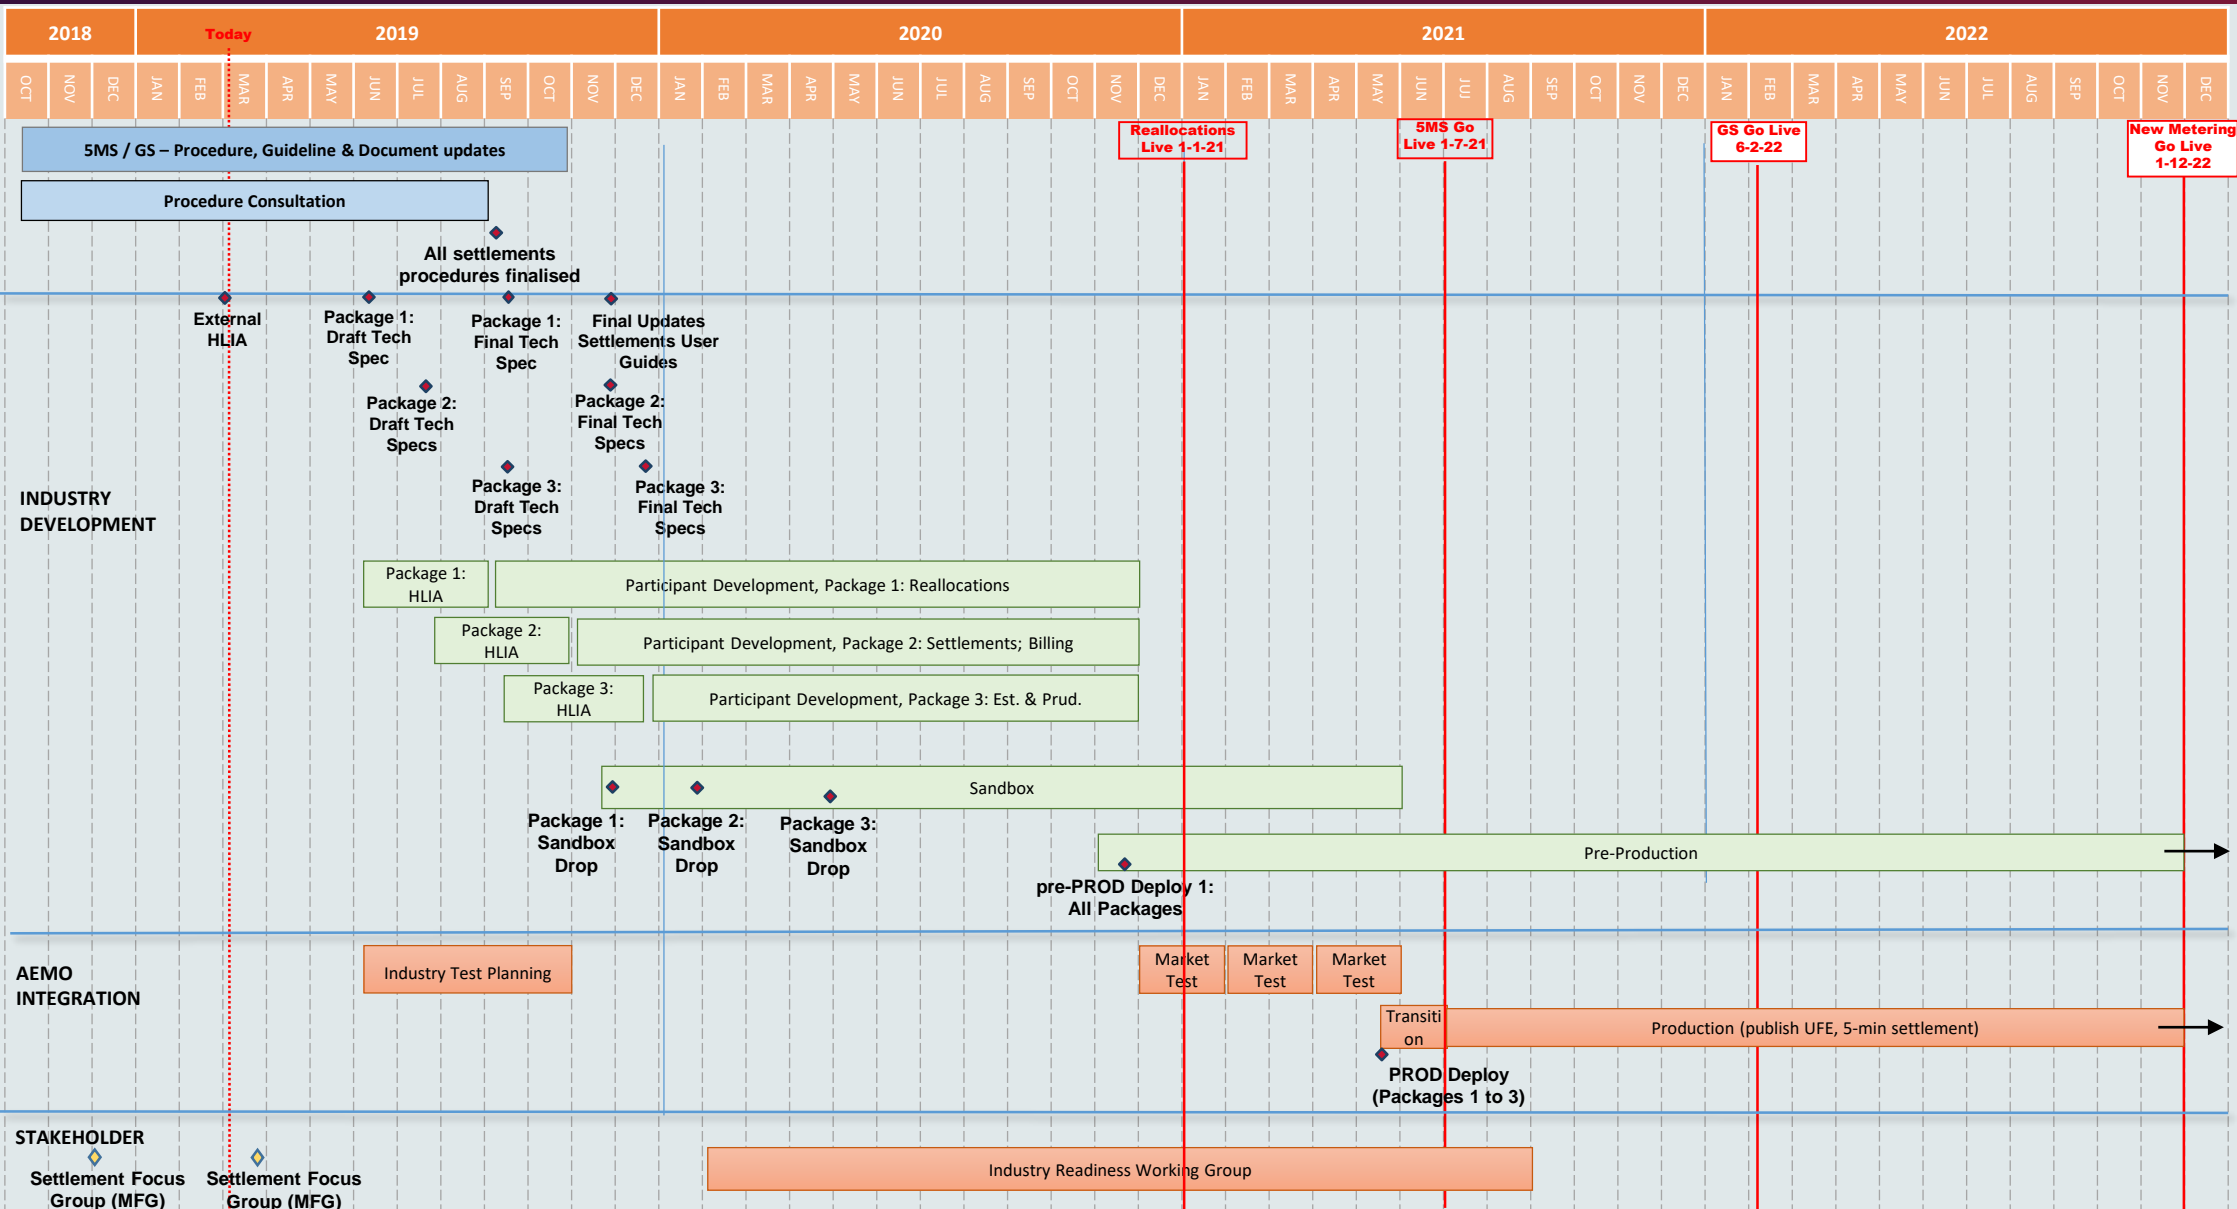 2018
Today
2019
2020
2021
2022
OCT
NOV
DEC
JAN
FEB
MAR
APR
MAY
JUN
JUL
AUG
SEP
OCT
NOV
DEC
JAN
FEB
MAR
APR
MAY
JUN
JUL
AUG
SEP
OCT
NOV
DEC
JAN
FEB
MAR
APR
MAY
JUN
JUJ
AUG
SEP
OCT
NOV
DEC
JAN
FEB
MAR
APR
MAY
JUN
JUL
AUG
SEP
OCT
NOV
DEC
Reallocations
Live 1-1-21
5MS Go
Live 1-7-21
GS Go Live
6-2-22
New Metering
Go Live
1-12-22
5MS / GS – Procedure, Guideline & Document updates
Procedure Consultation
All settlements
procedures finalised
External
HLIA
Package 1:
Draft Tech
Spec
Package 1:
Final Tech
Spec
Final Updates
Settlements User
Guides
Package 2:
Draft Tech
Specs
Package 2:
Final Tech
Specs
Package 3:
Draft Tech
Specs
Package 3:
Final Tech
Specs
INDUSTRY
DEVELOPMENT
Package 1:
HLIA
Participant Development, Package 1: Reallocations
Package 2:
HLIA
Participant Development, Package 2: Settlements; Billing
Package 3:
HLIA
Participant Development, Package 3: Est. & Prud.
Sandbox
Package 1:
Sandbox
Drop
Package 2:
Sandbox
Drop
Package 3:
Sandbox
Drop
Pre-Production
pre-PROD Deploy 1:
All Packages
AEMO
INTEGRATION
Industry Test Planning
Market
Test
Market
Test
Market
Test
Transiti
on
Production (publish UFE, 5-min settlement)
PROD Deploy
(Packages 1 to 3)
STAKEHOLDER
Settlement Focus
Group (MFG)
Settlement Focus
Group (MFG)
Industry Readiness Working Group